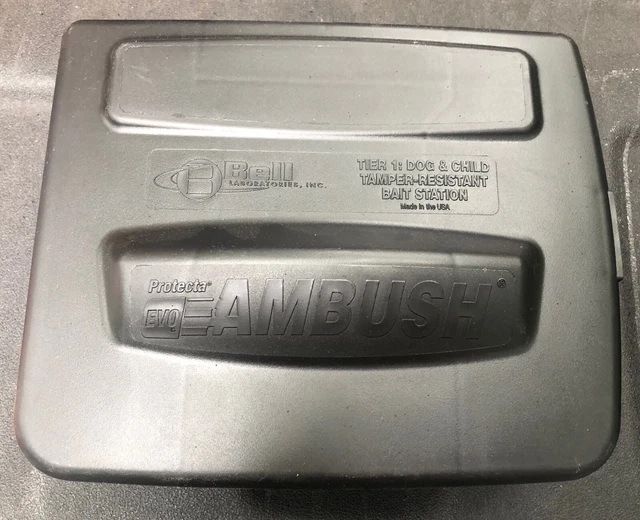 B Bell
LABORATORIES, INC.
TIER 1: DOG & CHILD
TAMPER-RESISTANT
BAIT STATION
Made in the USA
Protecta®
EVO AMBUSH®